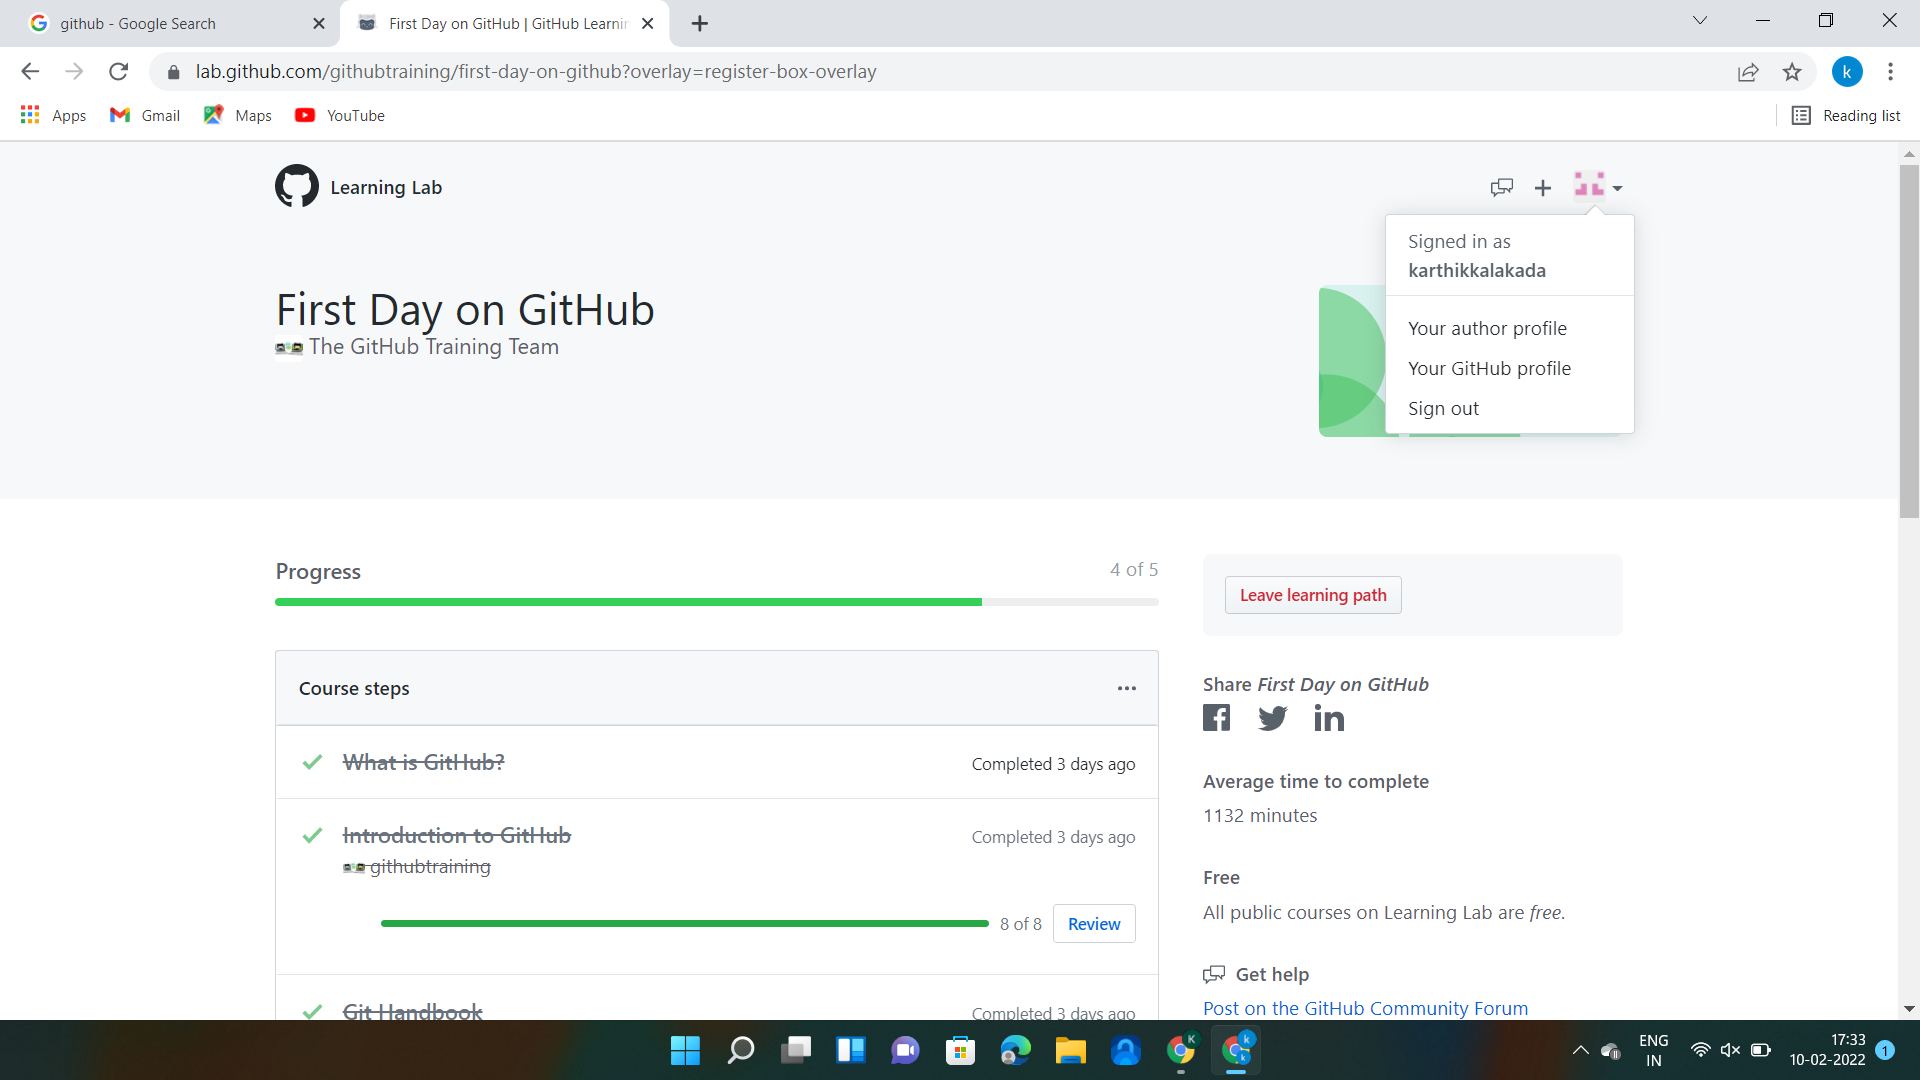 github - Google Search
First Day on GitHub | GitHub Learnin
lab.github.com/githubtraining/first-day-on-github?overlay=register-box-overlay
k
Apps
Gmail
Maps
YouTube
Reading list
Learning Lab
Signed in as
karthikkalakada
Your author profile
Your GitHub profile
Sign out
First Day on GitHub
The GitHub Training Team
Progress
4 of 5
Leave learning path
Course steps
What is GitHub?
Completed 3 days ago
Introduction to GitHub
Completed 3 days ago
githubtraining
8 of 8
Review
Git Handbook
Completed 3 days ago
Share First Day on GitHub
Average time to complete
1132 minutes
Free
All public courses on Learning Lab are free.
Get help
Post on the GitHub Community Forum
K
k
k
ENG
IN
17:33
10-02-2022
1